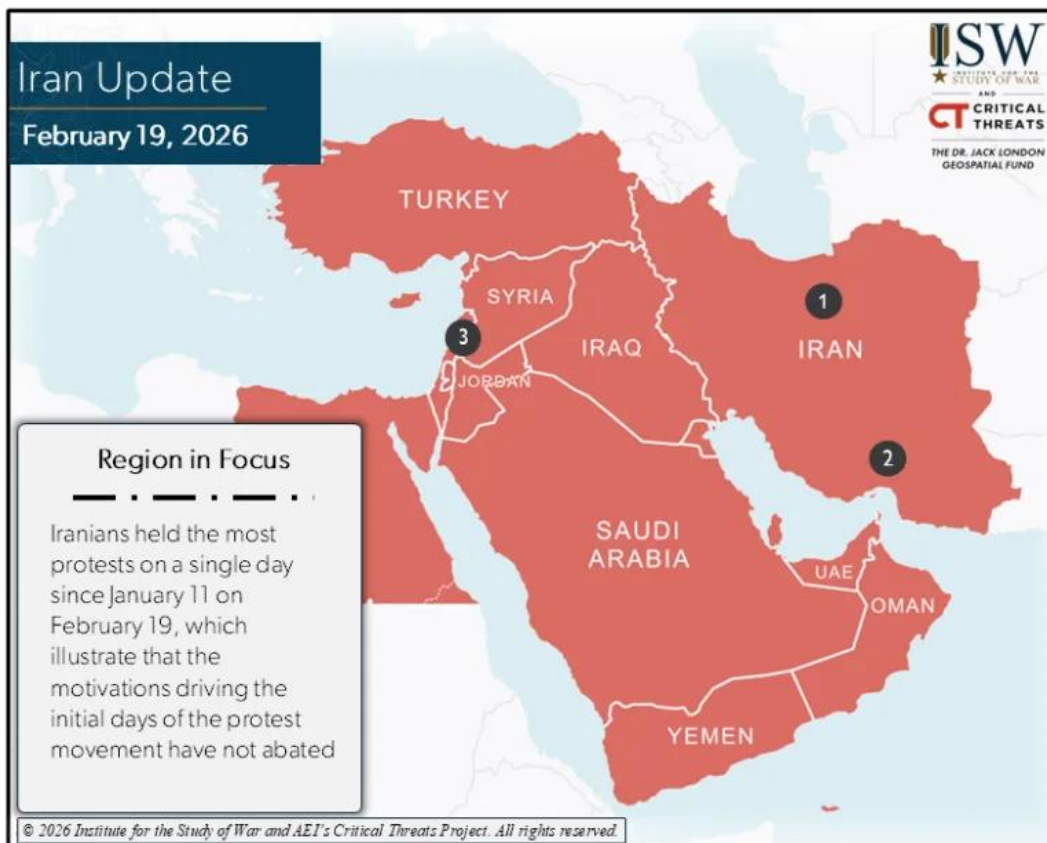 Iran Update
February 19, 2026
ISW
INSTITUTE FOR THE
STUDY OF WAR
AND
CT CRITICAL
THREATS
THE DR. JACK LONDON
GEOSPATIAL FUND
TURKEY
SYRIA
1
3
IRAQ
IRAN
JORDAN
2
SAUDI
ARABIA
UAE
OMAN
YEMEN
Region in Focus
Iranians held the most
protests on a single day
since January 11 on
February 19, which
illustrate that the
motivations driving the
initial days of the protest
movement have not abated
© 2026 Institute for the Study of War and AEI's Critical Threats Project. All rights reserved.